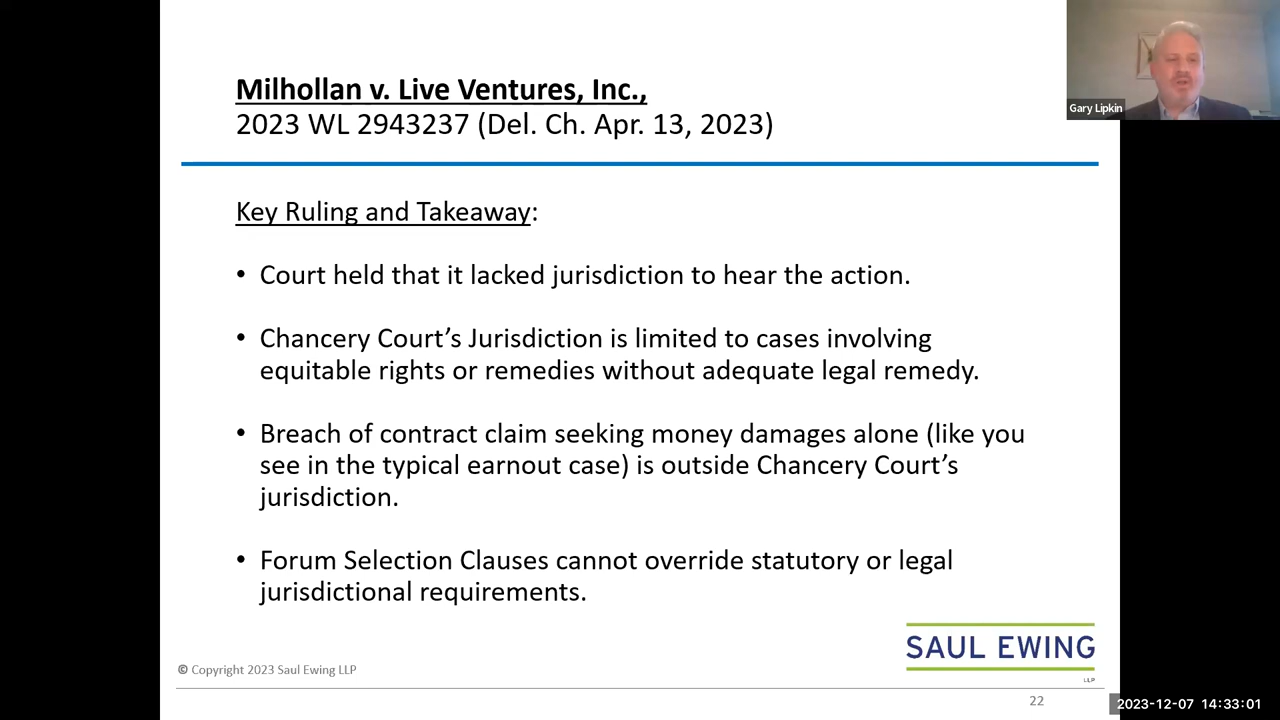 Milhollan v. Live Ventures, Inc.,
2023 WL 2943237 (Del. Ch. Apr. 13, 2023)
Gary Lipkin
Key Ruling and Takeaway:
• Court held that it lacked jurisdiction to hear the action.
• Chancery Court’s Jurisdiction is limited to cases involving
equitable rights or remedies without adequate legal remedy.
• Breach of contract claim seeking money damages alone (like you
see in the typical earnout case) is outside Chancery Court’s
jurisdiction.
• Forum Selection Clauses cannot override statutory or legal
jurisdictional requirements.
SAUL EWING
LLP
© Copyright 2023 Saul Ewing LLP
22
2023-12-07 14:33:01